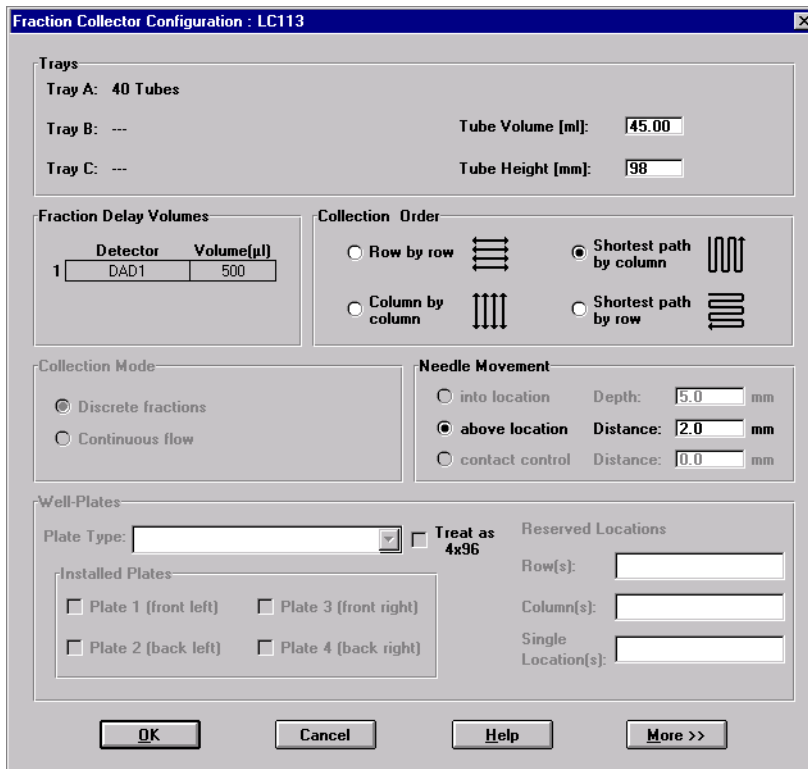 Fraction Collector Configuration : LC113
Trays
Tray A: 40 Tubes
Tray B: ---
Tube Volume [ml]: 45.00
Tray C: ---
Tube Height [mm]: 98
Fraction Delay Volumes
Detector Volume(µl)
1 DAD1 500
Collection Order
Row by row
Shortest path
by column
Column by
column
Shortest path
by row
Collection Mode
Discrete fractions
Continuous flow
Needle Movement
into location Depth: 5.0 mm
above location Distance: 2.0 mm
contact control Distance: 0.0 mm
Well-Plates
Plate Type:
Treat as
4x96
Installed Plates
Plate 1 (front left) Plate 3 (front right)
Plate 2 (back left) Plate 4 (back right)
Reserved Locations
Row(s):
Column(s):
Single
Location(s):
OK Cancel Help More >>